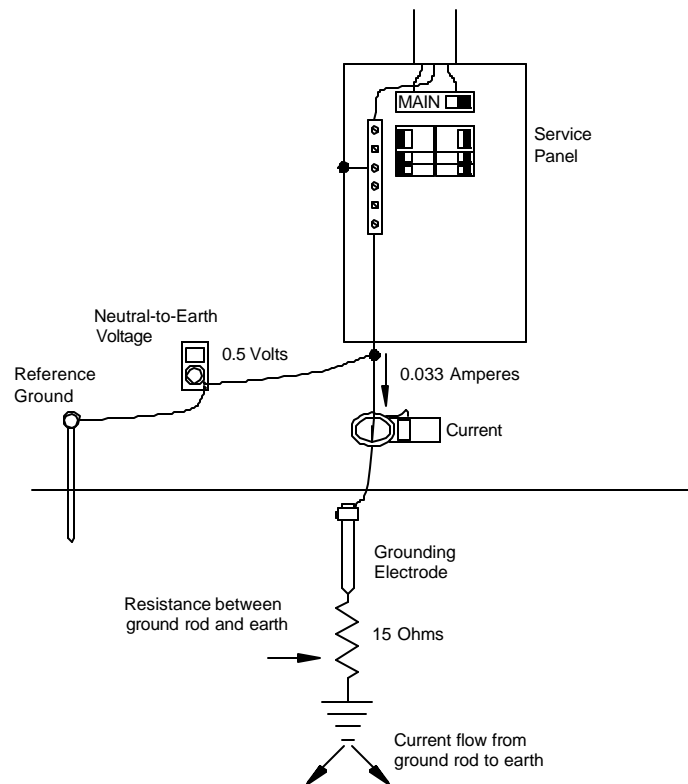 MAIN
Service
Panel
Neutral-to-Earth
Voltage
0.5 Volts
Reference
Ground
0.033 Amperes
Current
Grounding
Electrode
Resistance between
ground rod and earth
15 Ohms
Current flow from
ground rod to earth